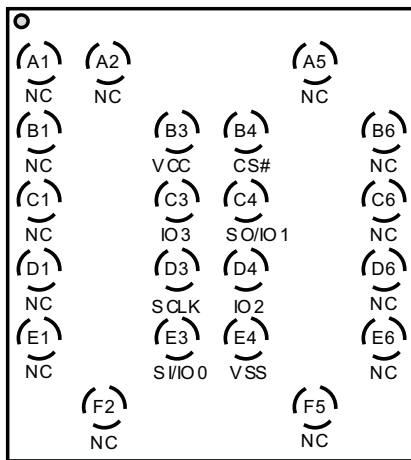 A1 A2 A5
NC NC NC
B1 B3 B4 B6
NC VCC CS# NC
C1 C3 C4 C6
NC IO3 SO/IO1 NC
D1 D3 D4 D6
NC SCLK IO2 NC
E1 E3 E4 E6
NC SI/IO0 VSS NC
F2 F5
NC NC